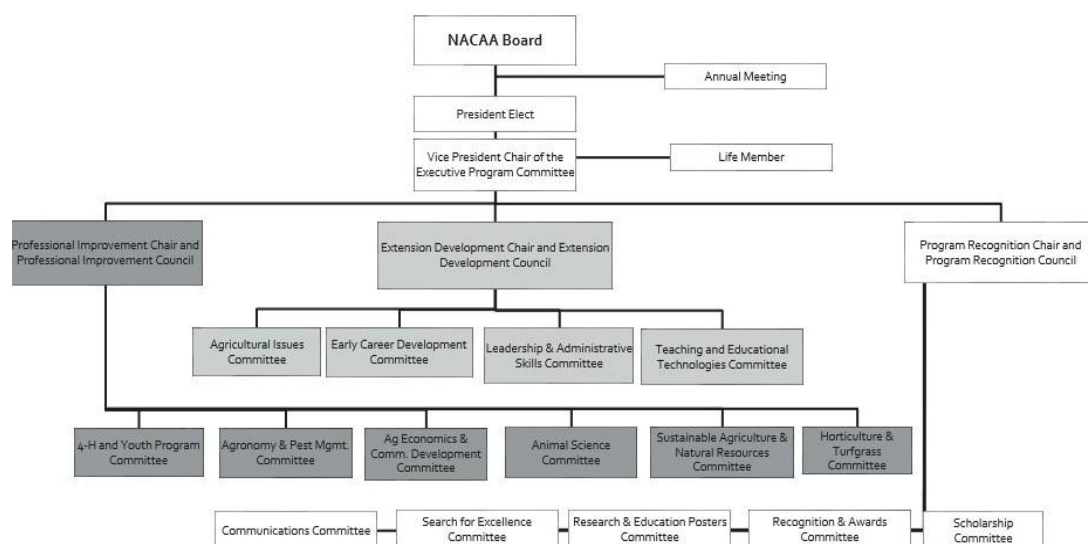 NACAA Board
Annual Meeting
President Elect
Vice President Chair of the
Executive Program Committee
Life Member
Professional Improvement Chair and
Professional Improvement Council
Extension Development Chair and Extension
Development Council
Program Recognition Chair and
Program Recognition Council
Agricultural Issues
Committee
Early Career Development
Committee
Leadership & Administrative
Skills Committee
Teaching and Educational
Technologies Committee
4-H and Youth Program
Committee
Agronomy & Pest Mgmt.
Committee
Ag Economics &
Comm. Development
Committee
Animal Science
Committee
Sustainable Agriculture &
Natural Resources
Committee
Horticulture &
Turfgrass
Committee
Communications Committee
Search for Excellence
Committee
Research & Education Posters
Committee
Recognition & Awards
Committee
Scholarship
Committee